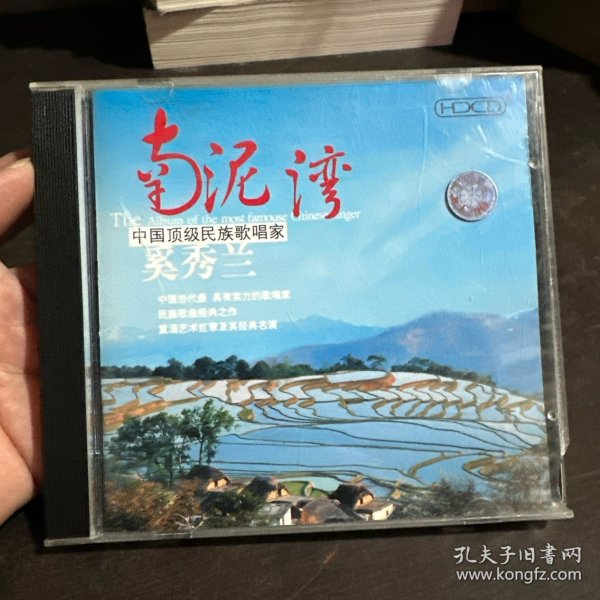 HDCD
南泥湾
The Album of the most famous Chinese singer
中国顶级民族歌唱家
奚秀兰
中国当代最 具有实力的歌唱家
民族歌曲经典之作
重温艺术巨擘及其经典名演
孔夫子旧书网
www.kongfz.com